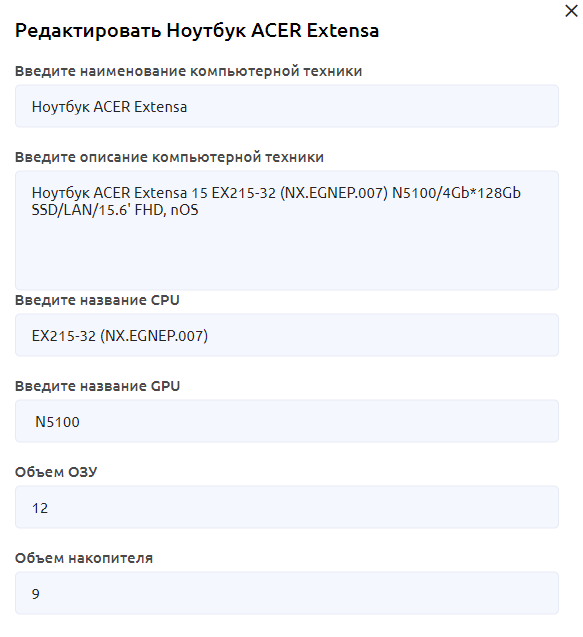 Редактировать Ноутбук ACER Extensa
Введите наименование компьютерной техники
Ноутбук ACER Extensa
Введите описание компьютерной техники
Ноутбук ACER Extensa 15 EX215-32 (NX.EGNEP.007) N5100/4Gb*128Gb
SSD/LAN/15.6' FHD, nOS
Введите название CPU
EX215-32 (NX.EGNEP.007)
Введите название GPU
N5100
Объем ОЗУ
12
Объем накопителя
9